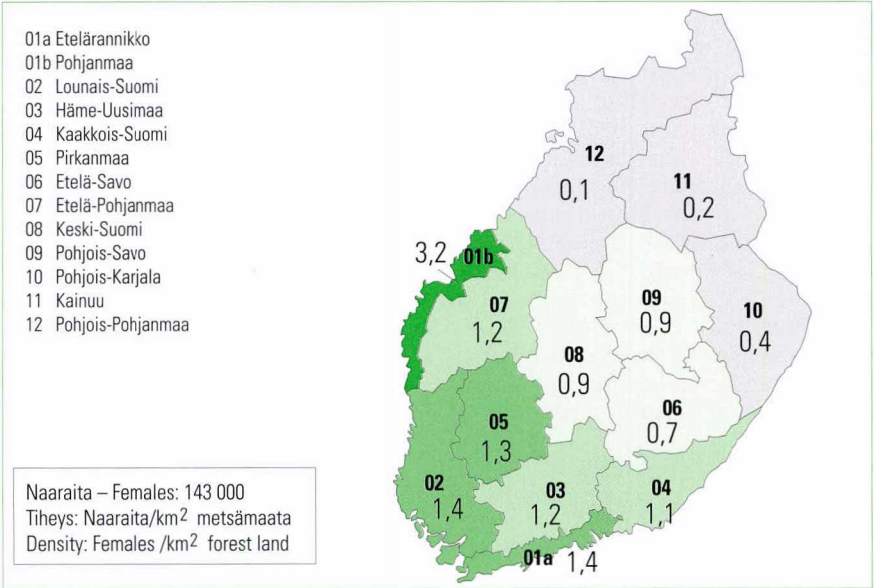 01a Etelärannikko
01b Pohjanmaa
02 Lounais-Suomi
03 Häme-Uusimaa
04 Kaakkois-Suomi
05 Pirkanmaa
06 Etelä-Savo
07 Etelä-Pohjanmaa
08 Keski-Suomi
09 Pohjois-Savo
10 Pohjois-Karjala
11 Kainuu
12 Pohjois-Pohjanmaa
Naaraita – Females: 143 000
Tiheys: Naaraita/km² metsämaata
Density: Females /km² forest land
12
0,1
11
0,2
3,2
01b
07
1,2
09
0,9
10
0,4
08
0,9
06
0,7
05
1,3
02
1,4
03
1,2
04
1,1
01a
1,4